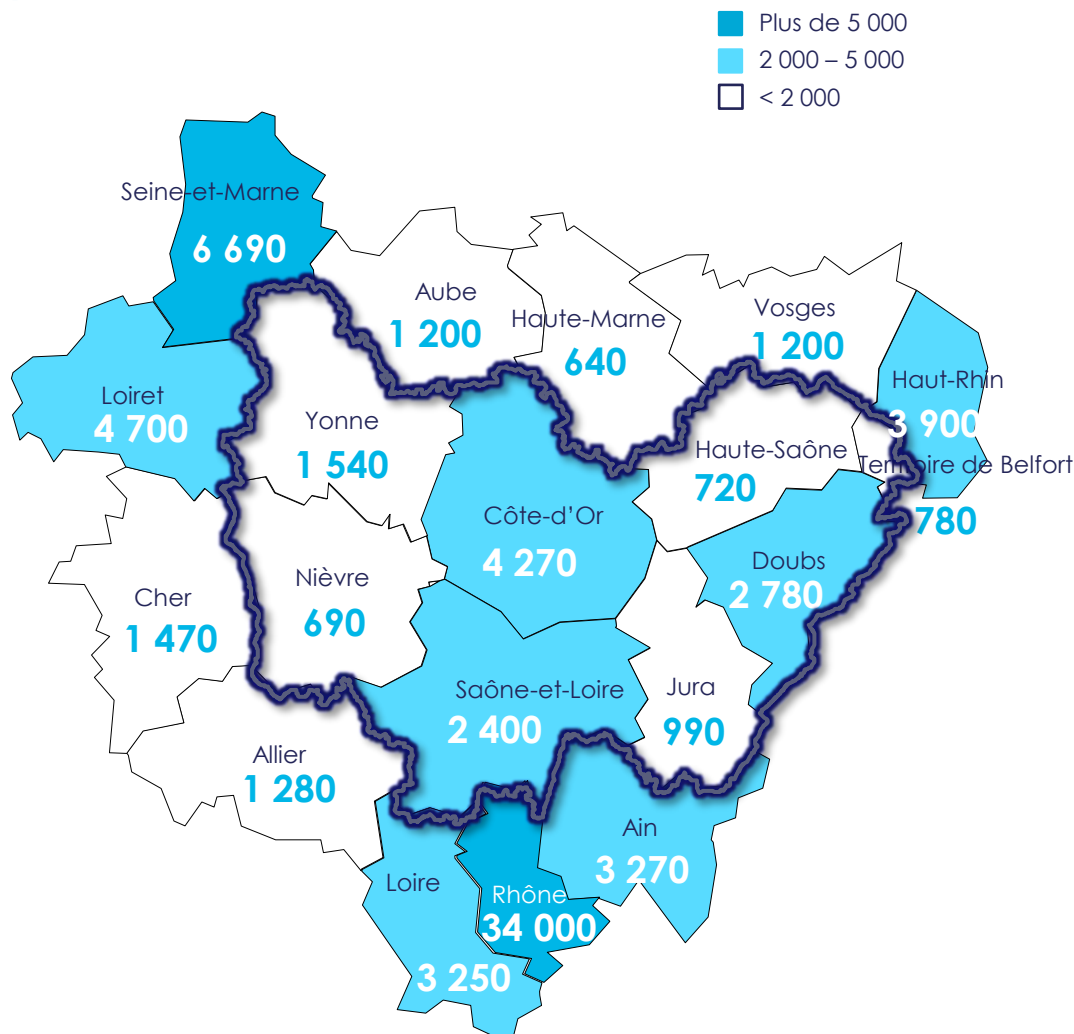 Plus de 5 000
2 000 – 5 000
< 2 000
Seine-et-Marne
6 690
Aube
1 200
Haute-Marne
640
Vosges
1 200
Haut-Rhin
3 900
Loiret
4 700
Yonne
1 540
Haute-Saône
720
Territoire de Belfort
780
Côte-d'Or
4 270
Doubs
2 780
Nièvre
690
Cher
1 470
Saône-et-Loire
2 400
Jura
990
Allier
1 280
Ain
3 270
Loire
3 250
Rhône
34 000